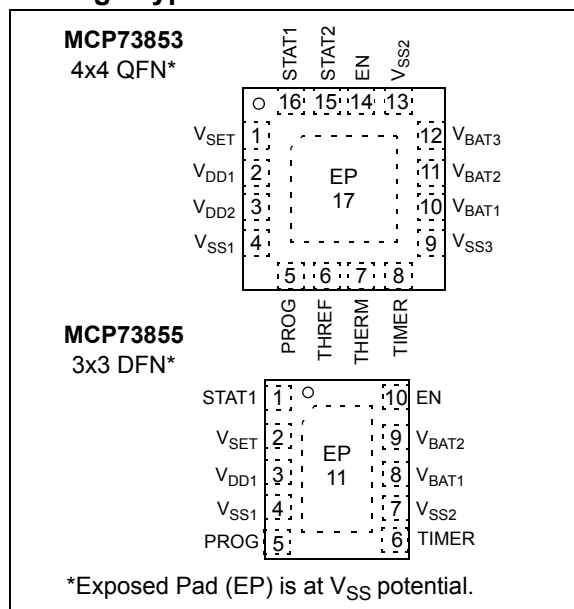 MCP73853
4x4 QFN*
STAT1
STAT2
EN
VSS2
16 15 14 13
VSET 1
VDD1 2
VDD2 3
VSS1 4
EP
17
12 VBAT3
11 VBAT2
10 VBAT1
9 VSS3
5 6 7 8
PROG
THREF
THERM
TIMER
MCP73855
3x3 DFN*
STAT1 1
VSET 2
VDD1 3
VSS1 4
PROG 5
EP
11
10 EN
9 VBAT2
8 VBAT1
7 VSS2
6 TIMER
*Exposed Pad (EP) is at VSS potential.